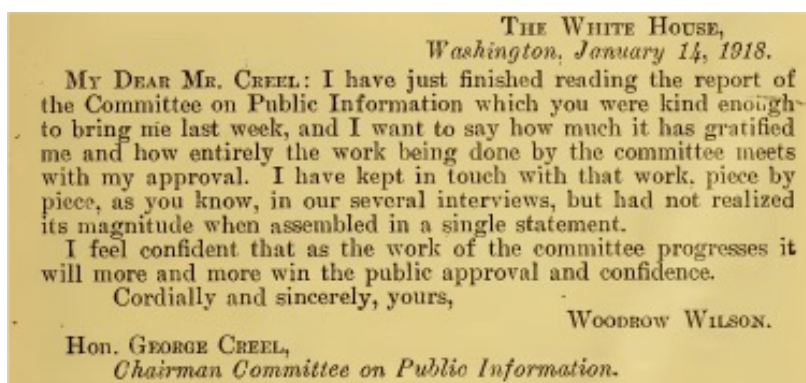 THE WHITE HOUSE,
Washington, January 14, 1918.
MY DEAR MR. CREEL: I have just finished reading the report of
the Committee on Public Information which you were kind enough
to bring me last week, and I want to say how much it has gratified
me and how entirely the work being done by the committee meets
with my approval. I have kept in touch with that work, piece by
piece, as you know, in our several interviews, but had not realized
its magnitude when assembled in a single statement.
I feel confident that as the work of the committee progresses it
will more and more win the public approval and confidence.
Cordially and sincerely, yours,
WOODROW WILSON.
Hon. GEORGE CREEL,
Chairman Committee on Public Information.